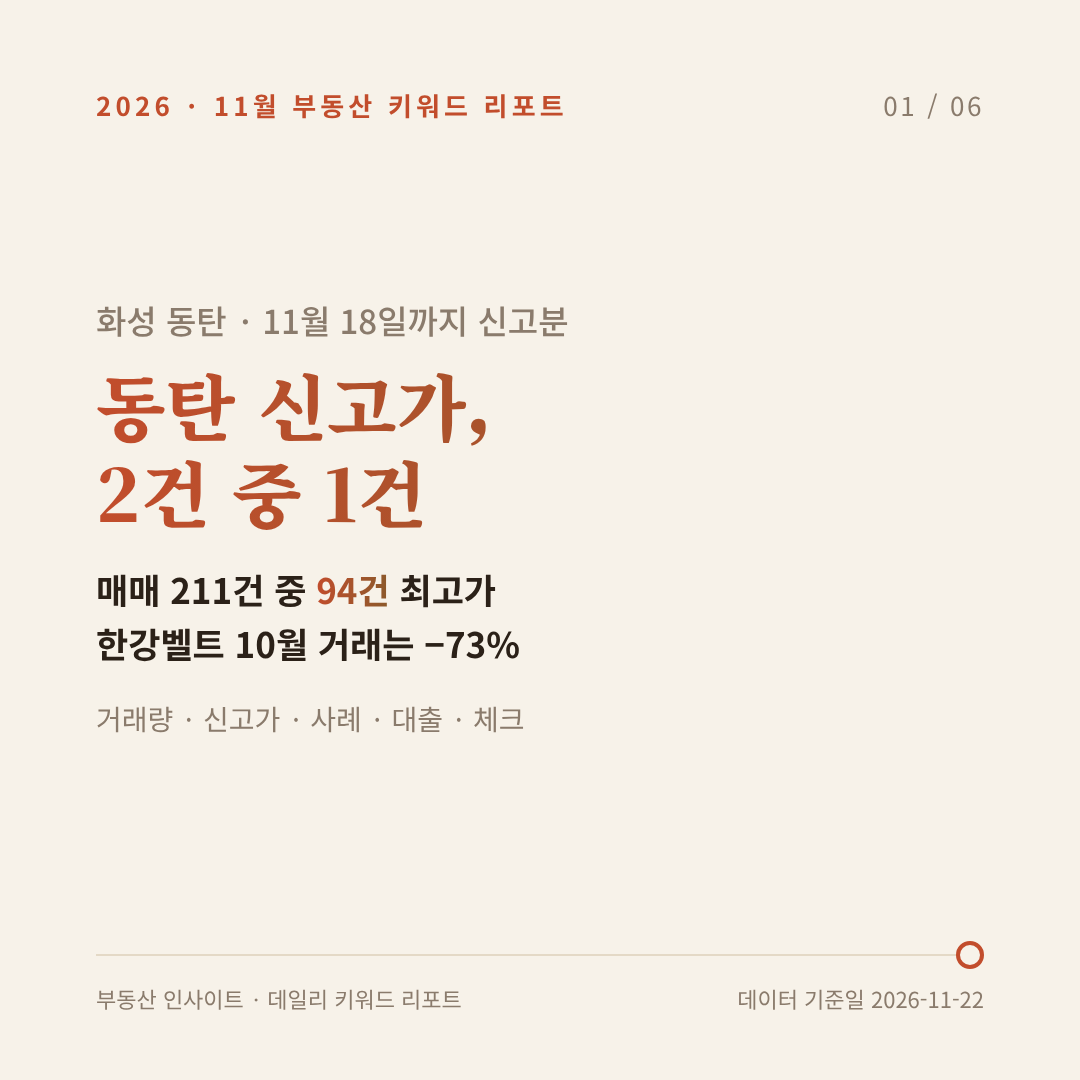 2026 · 11월 부동산 키워드 리포트
01 / 06
화성 동탄 · 11월 18일까지 신고분
동탄 신고가,
2건 중 1건
매매 211건 중 94건 최고가
한강벨트 10월 거래는 −73%
거래량 · 신고가 · 사례 · 대출 · 체크
부동산 인사이트 · 데일리 키워드 리포트
데이터 기준일 2026-11-22